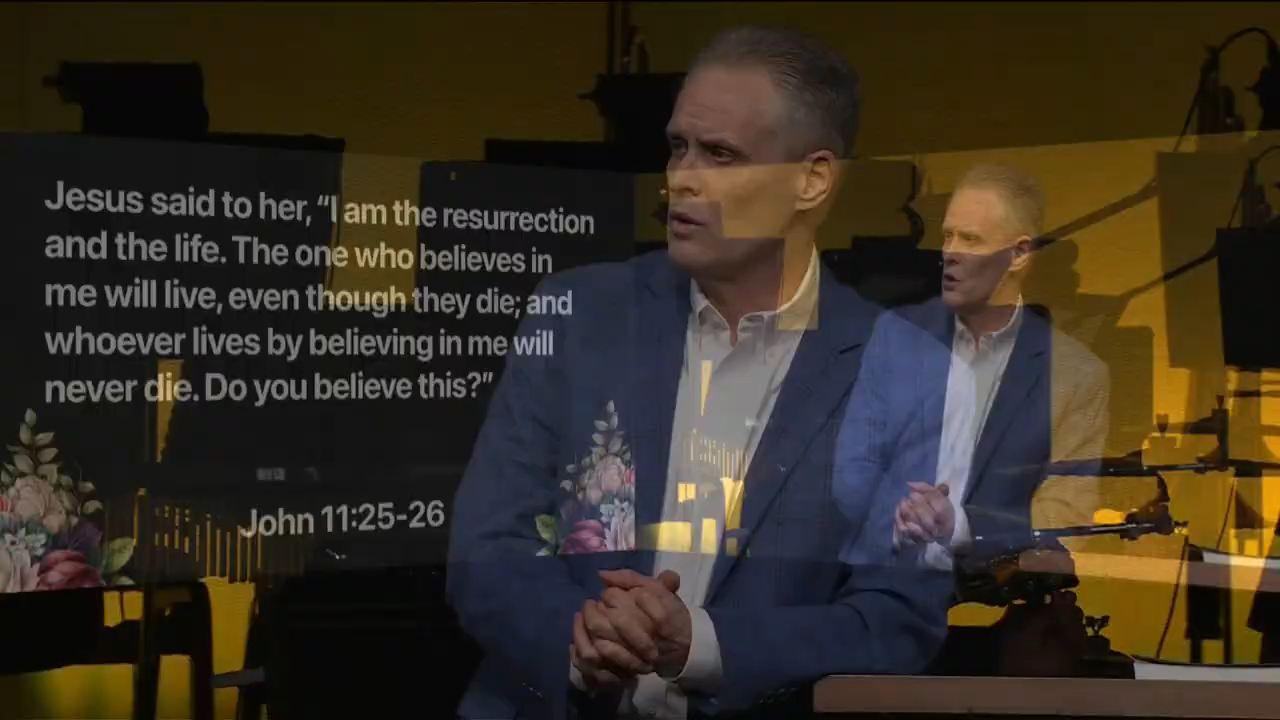 Jesus said to her, “I am the resurrection
and the life. The one who believes in
me will live, even though they die; and
whoever lives by believing in me will
never die. Do you believe this?”
John 11:25-26